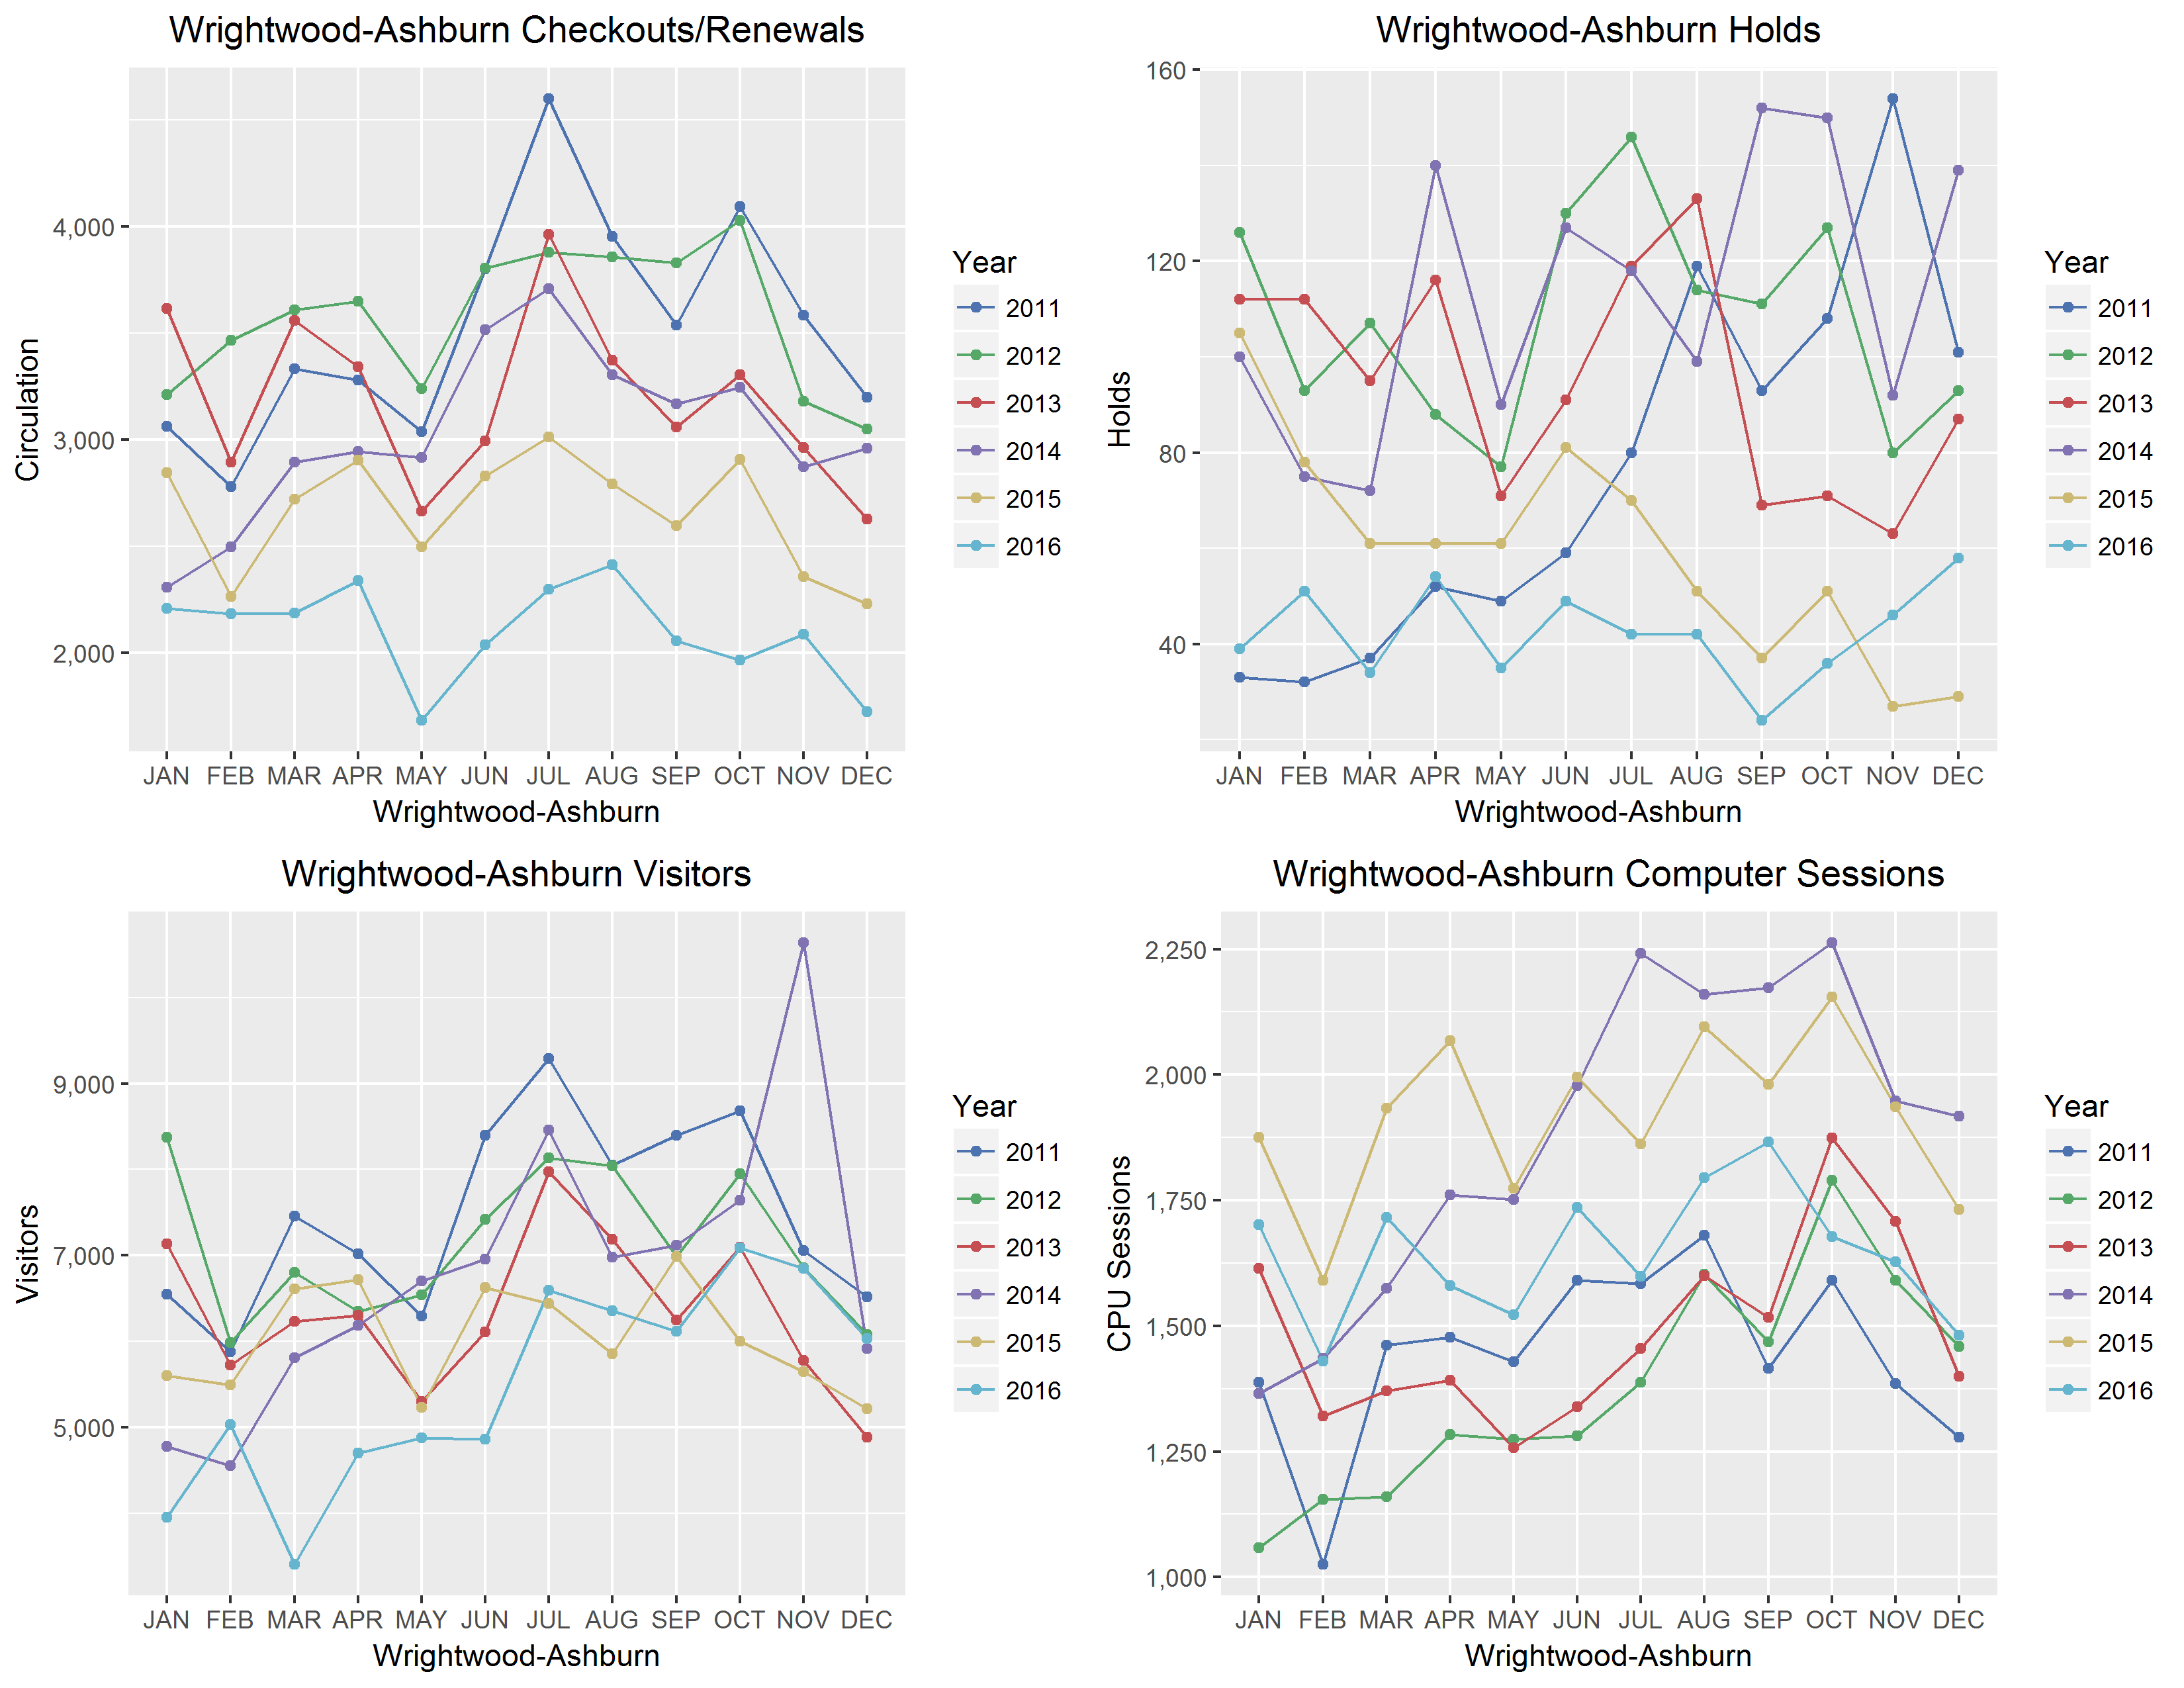 Wrightwood-Ashburn Checkouts/Renewals
Circulation
4,000
3,000
2,000
JAN FEB MAR APR MAY JUN JUL AUG SEP OCT NOV DEC
Wrightwood-Ashburn
Year
2011
2012
2013
2014
2015
2016
Wrightwood-Ashburn Holds
Holds
160
120
80
40
JAN FEB MAR APR MAY JUN JUL AUG SEP OCT NOV DEC
Wrightwood-Ashburn
Year
2011
2012
2013
2014
2015
2016
Wrightwood-Ashburn Visitors
Visitors
9,000
7,000
5,000
JAN FEB MAR APR MAY JUN JUL AUG SEP OCT NOV DEC
Wrightwood-Ashburn
Year
2011
2012
2013
2014
2015
2016
Wrightwood-Ashburn Computer Sessions
CPU Sessions
2,250
2,000
1,750
1,500
1,250
1,000
JAN FEB MAR APR MAY JUN JUL AUG SEP OCT NOV DEC
Wrightwood-Ashburn
Year
2011
2012
2013
2014
2015
2016